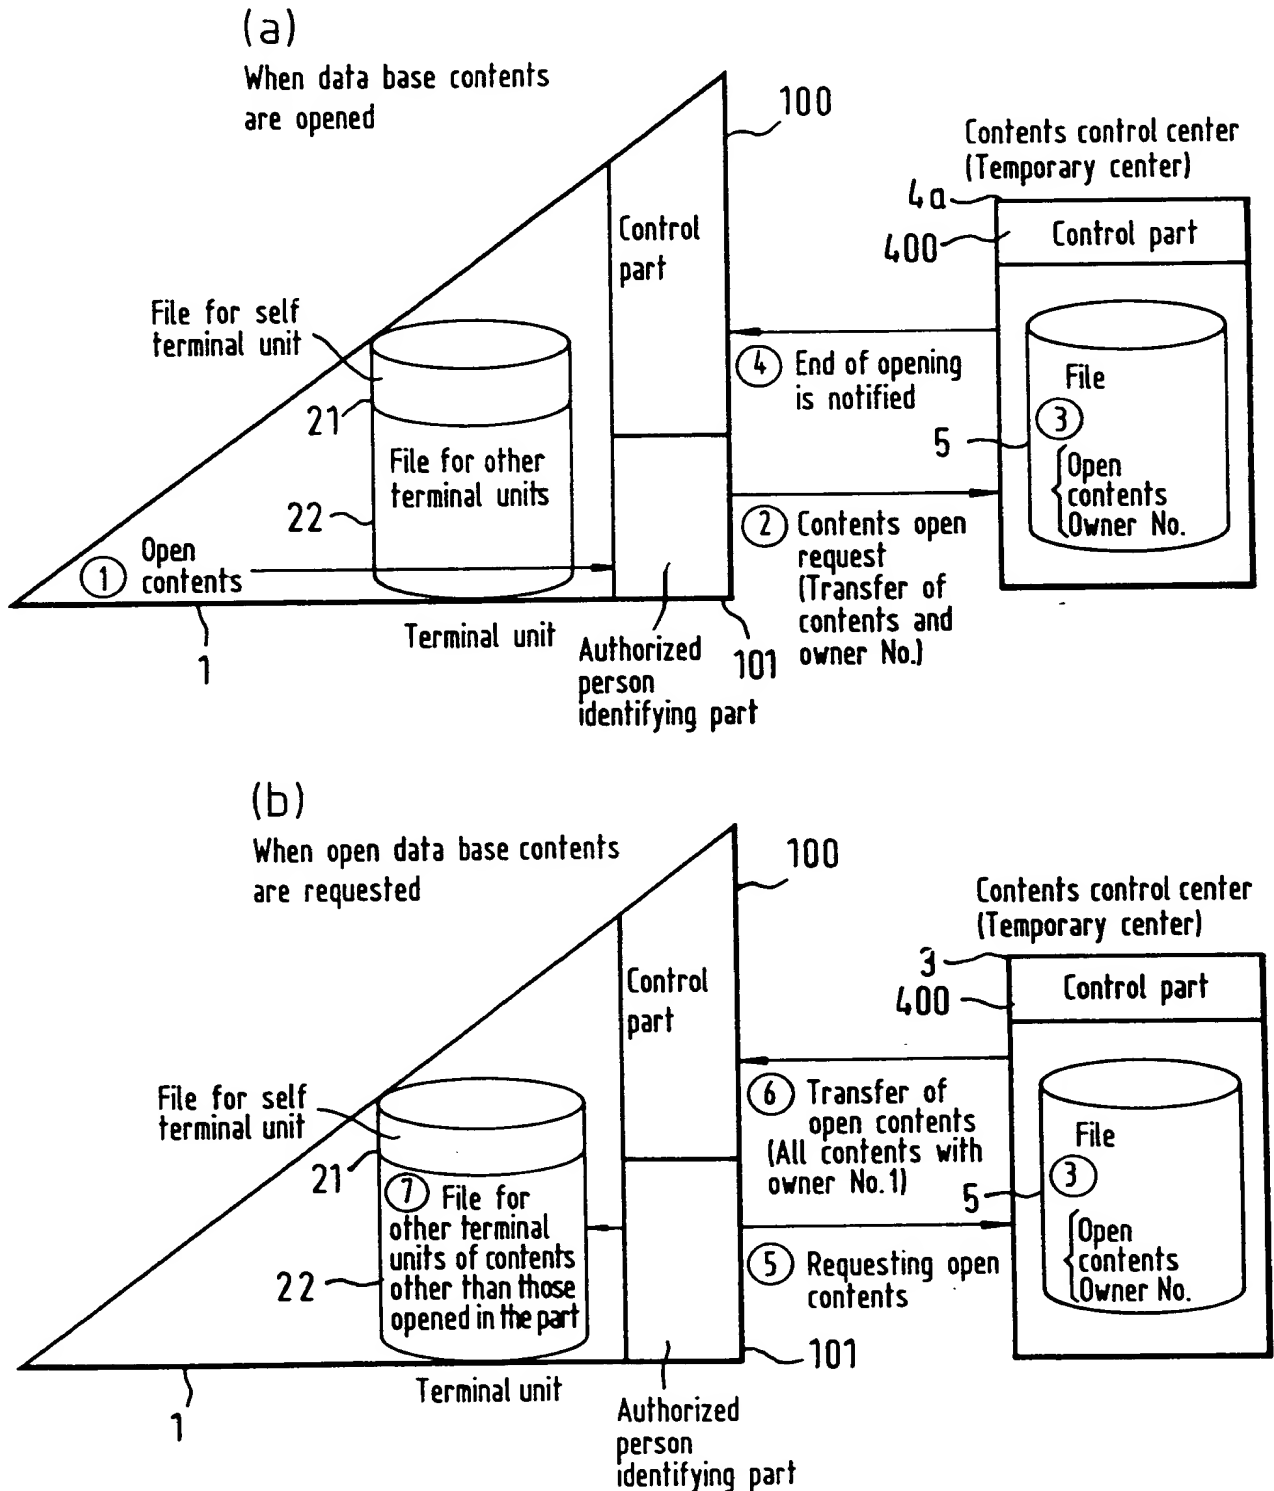 (a)
When data base contents
are opened
100
Contents control center
(Temporary center)
4a
400
Control part
Control
part
File for self
terminal unit
21
File for other
terminal units
22
④ End of opening
is notified
File
③
5
Open
contents
Owner No.
① Open
contents
② Contents open
request
(Transfer of
contents and
owner No.)
1
Terminal unit
Authorized
person
identifying part
101
(b)
When open data base contents
are requested
100
Contents control center
(Temporary center)
3
400
Control part
Control
part
File for self
terminal unit
21
⑦ File for
other terminal
units of contents
other than those
opened in the part
22
⑥ Transfer of
open contents
(All contents with
owner No.1)
File
③
5
Open
contents
Owner No.
⑤ Requesting open
contents
1
Terminal unit
101
Authorized
person
identifying part